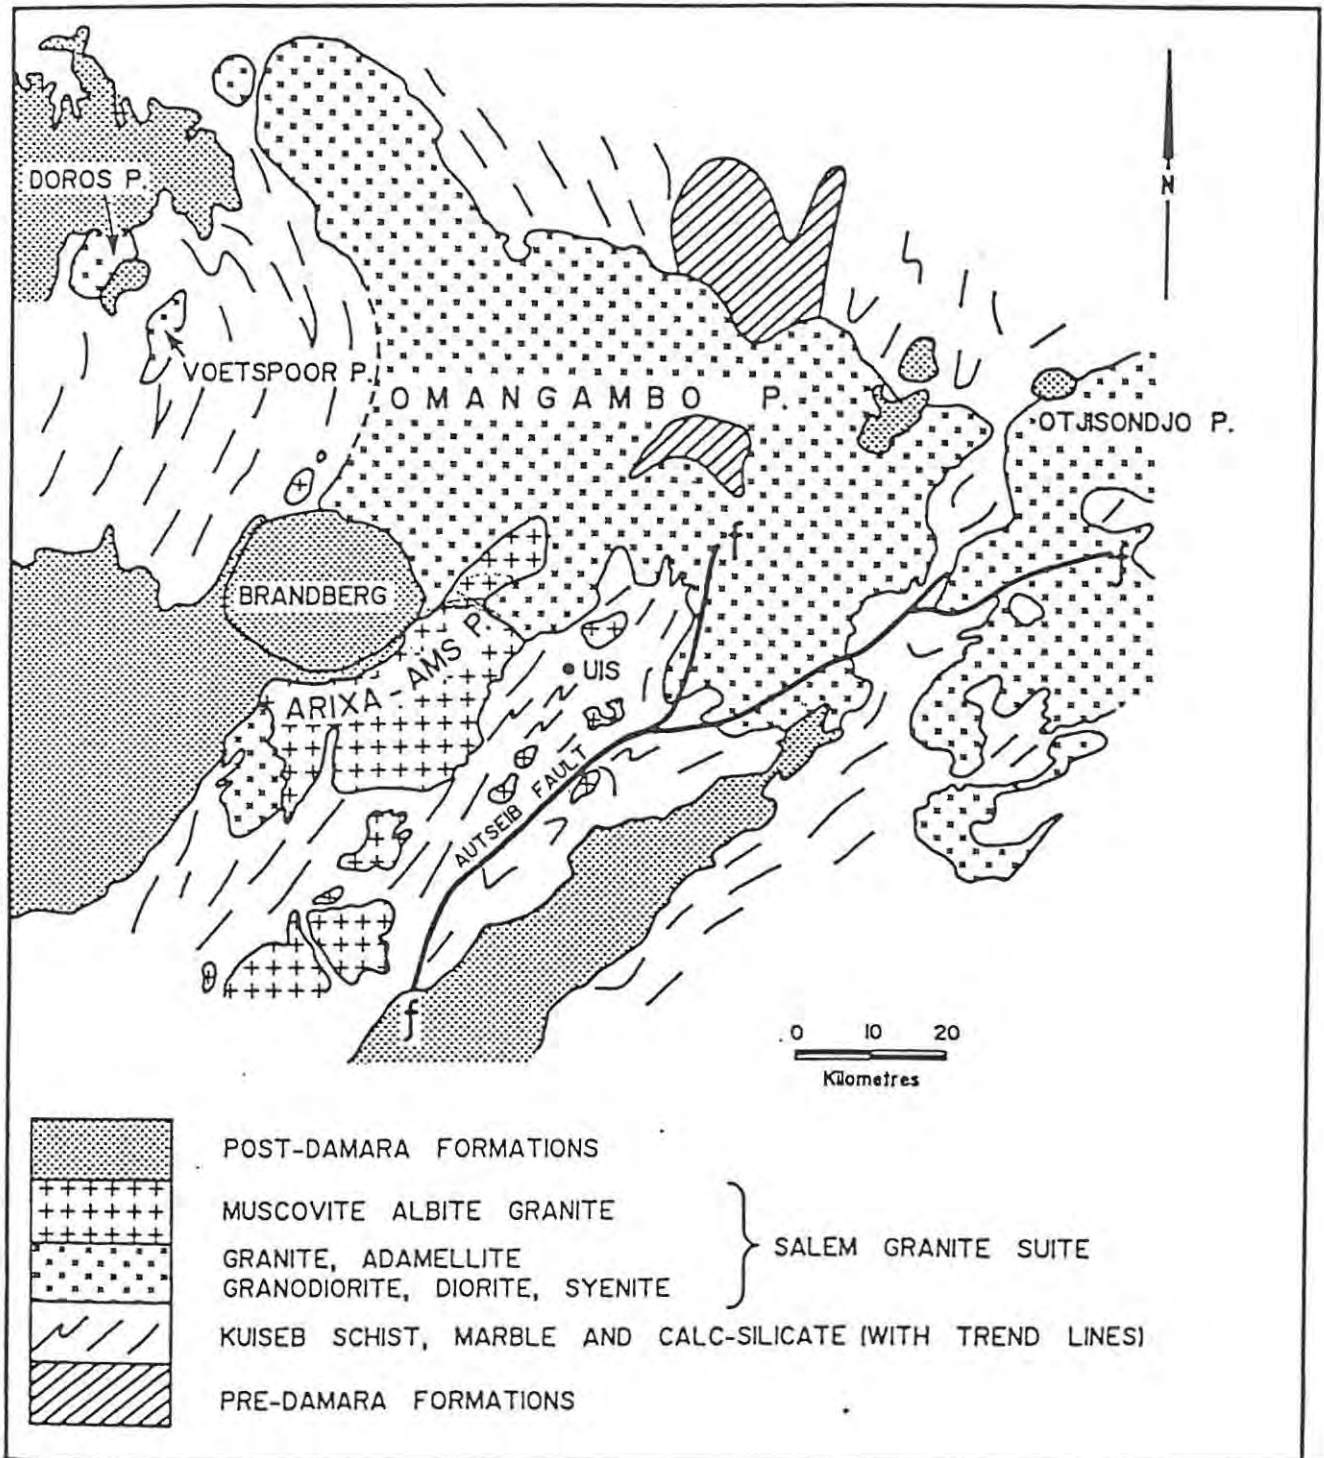 N
DOROS P.
VOETSPOOR P.
OMANGAMBO P.
OTJISONDJO P.
f
f
BRANDBERG
ARIXA-AMS P.
UIS
AUTSEIB FAULT
f
0 10 20
Kilometres
POST-DAMARA FORMATIONS
MUSCOVITE ALBITE GRANITE
GRANITE, ADAMELLITE
GRANODIORITE, DIORITE, SYENITE
SALEM GRANITE SUITE
KUISEB SCHIST, MARBLE AND CALC-SILICATE (WITH TREND LINES)
PRE-DAMARA FORMATIONS